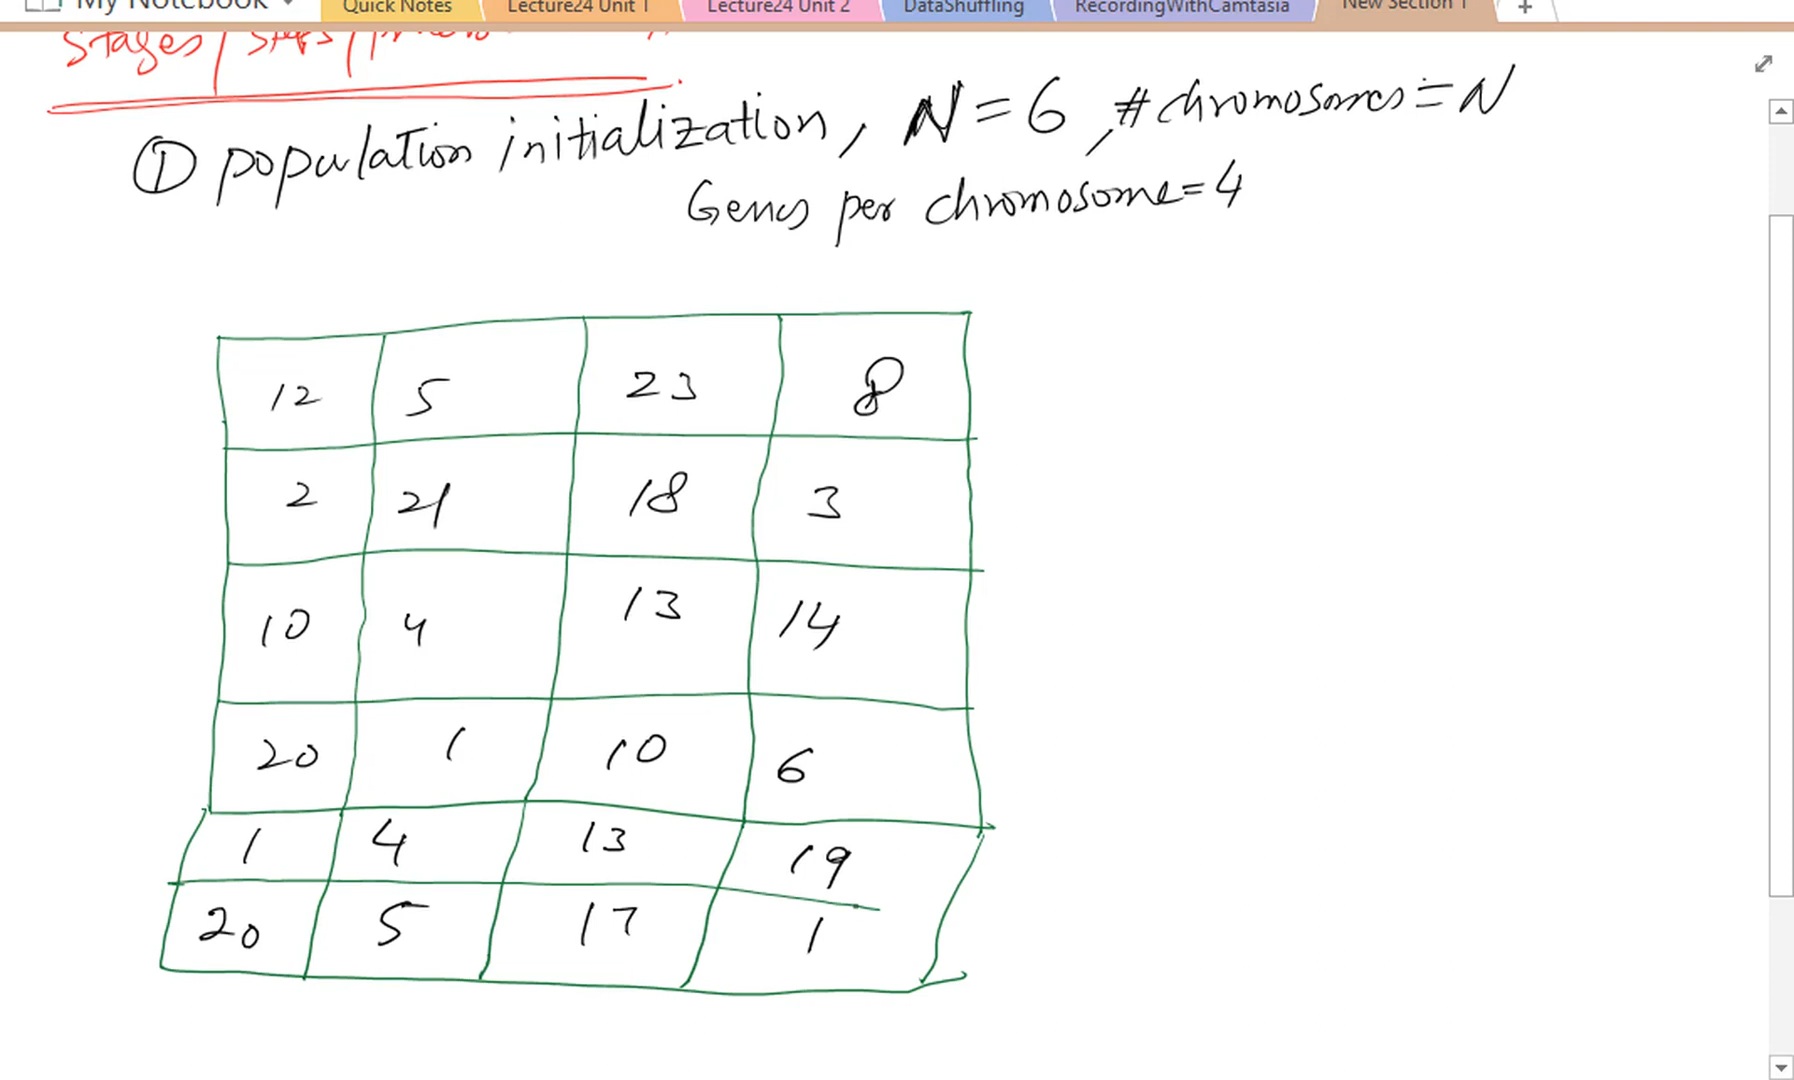 My Notebook Quick Notes Lecture24 Unit 1 Lecture24 Unit 2 DataShuffling RecordingWithCamtasia New Section 1 +
Stages/Steps/
① population initialization, N=6, #chromosomes=N
Genes per chromosome=4
12 5 23 8
2 21 18 3
10 4 13 14
20 1 10 6
1 4 13 19
20 5 17 1